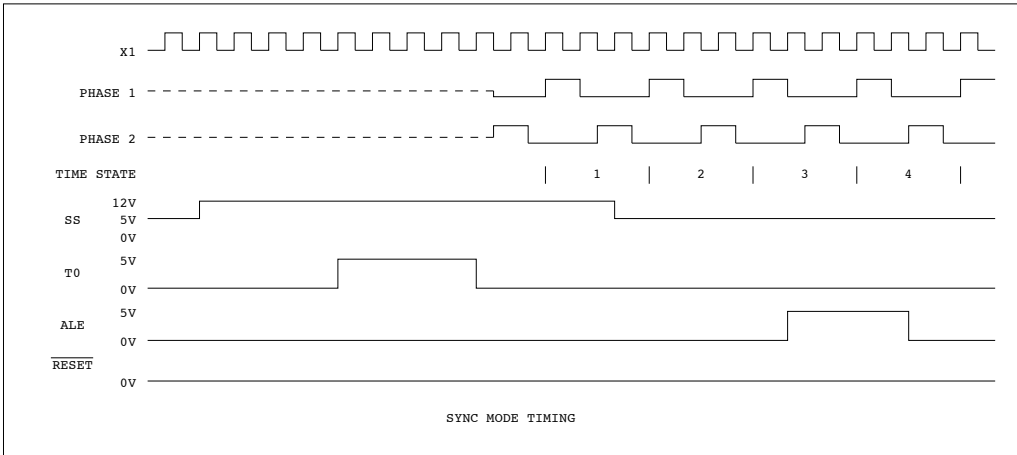 X1
PHASE 1
PHASE 2
TIME STATE 1 2 3 4
12V
SS 5V
0V
5V
T0
0V
5V
ALE
0V
RESET
0V
SYNC MODE TIMING